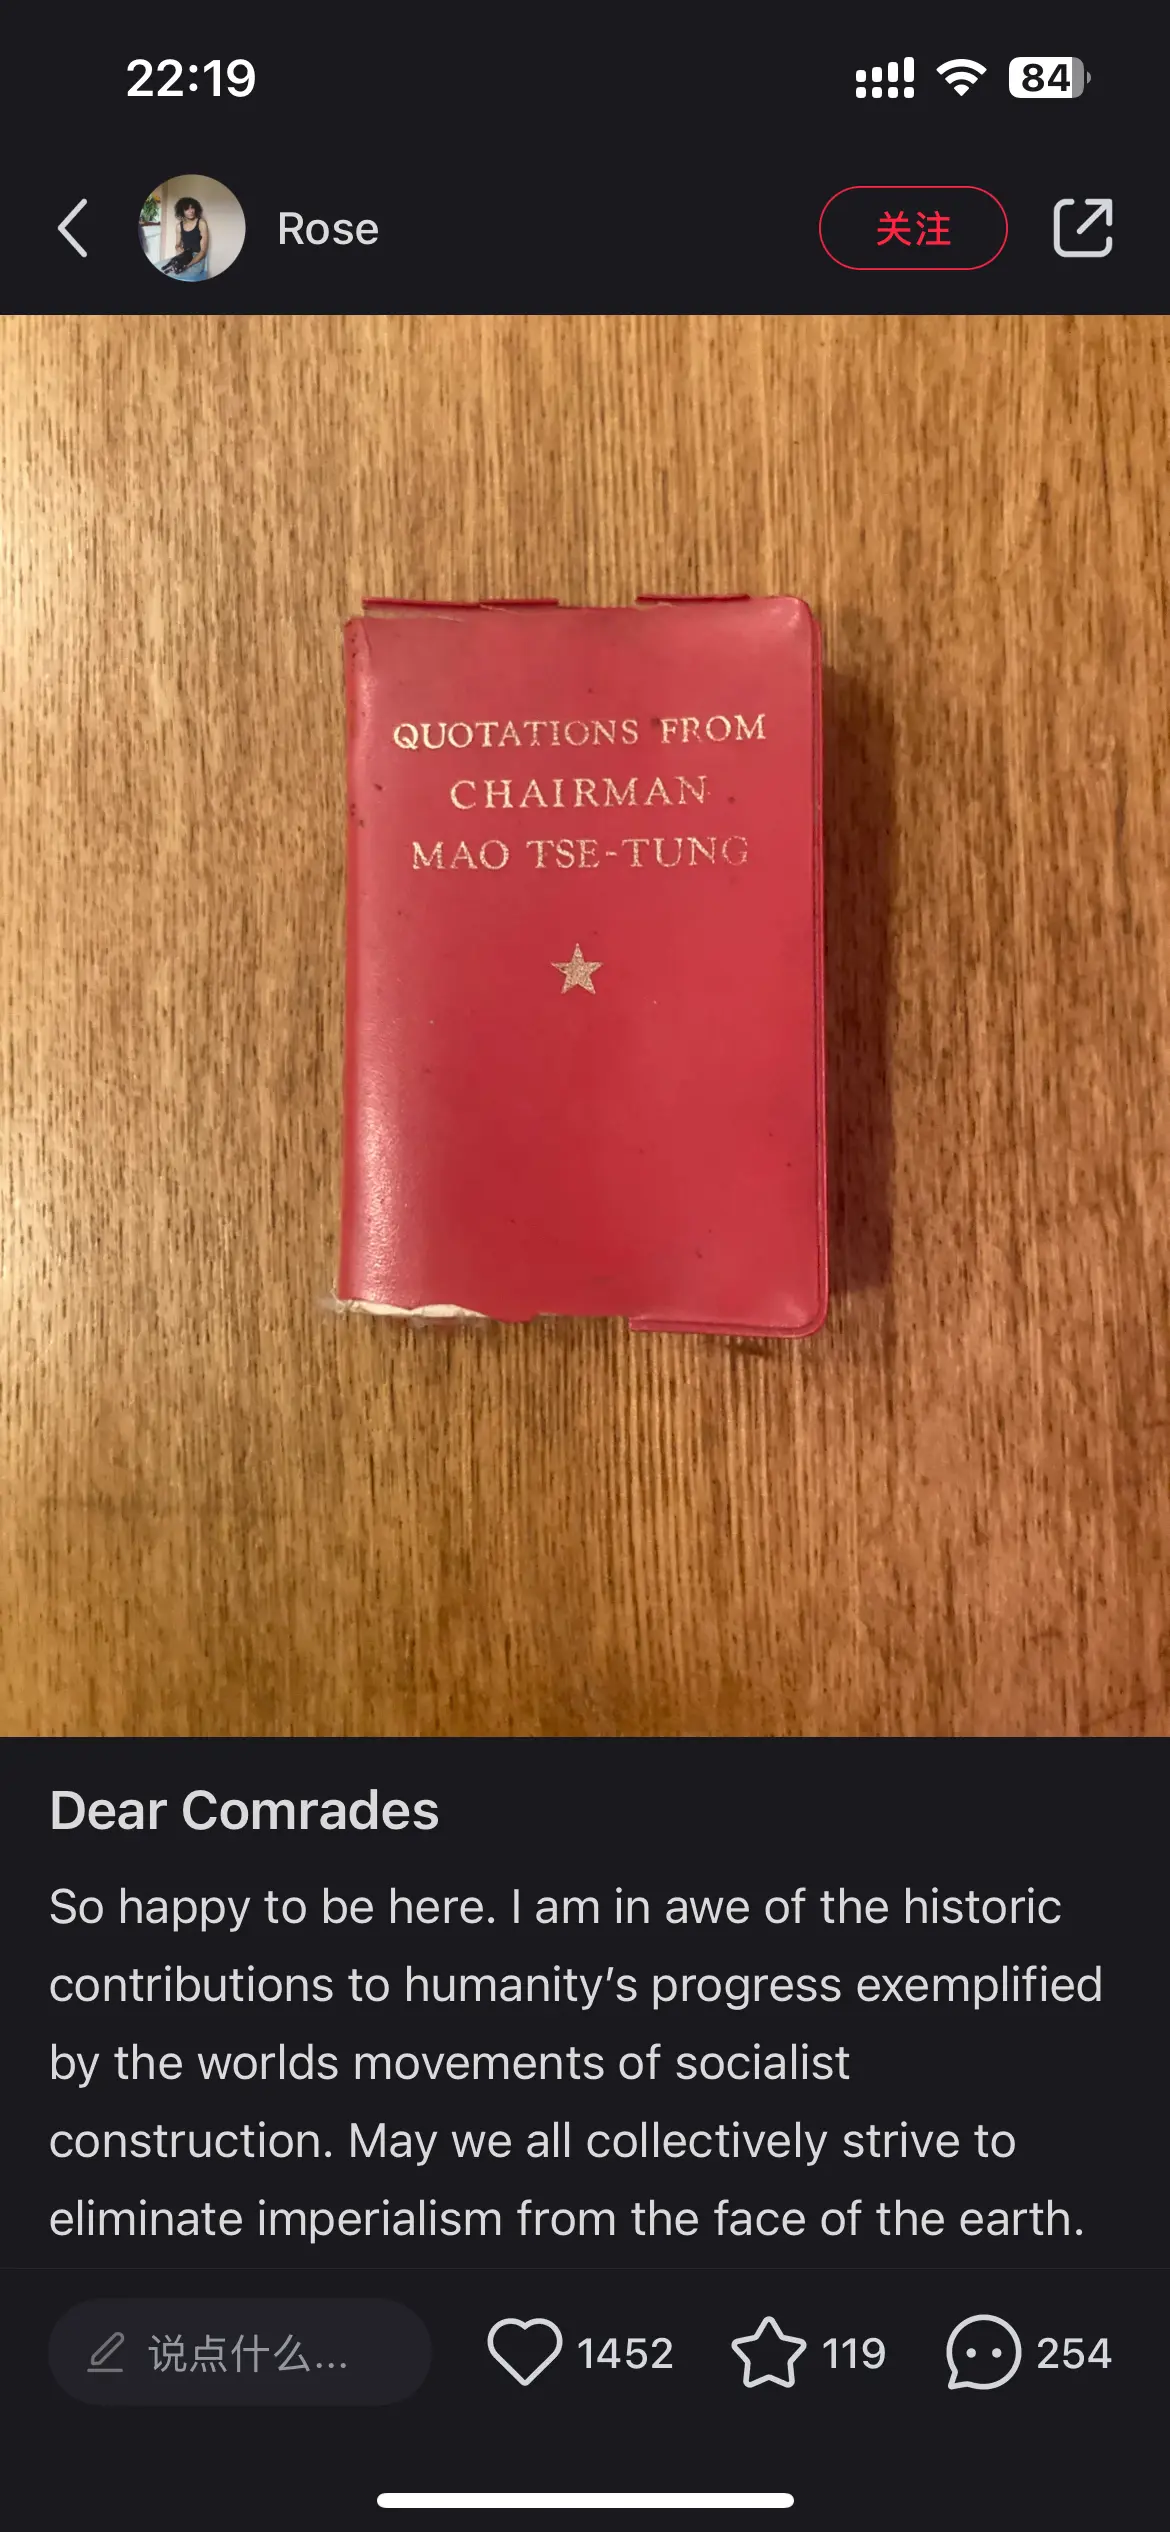 22:19
84
Rose
关注
QUOTATIONS FROM
CHAIRMAN
MAO TSE-TUNG
Dear Comrades
So happy to be here. I am in awe of the historic
contributions to humanity’s progress exemplified
by the worlds movements of socialist
construction. May we all collectively strive to
eliminate imperialism from the face of the earth.
说点什么...
1452
119
254